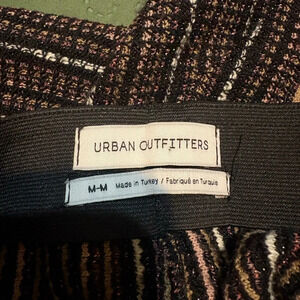 URBAN OUTFITTERS
M-M Made in Turkey / Fabriqué en Turquie